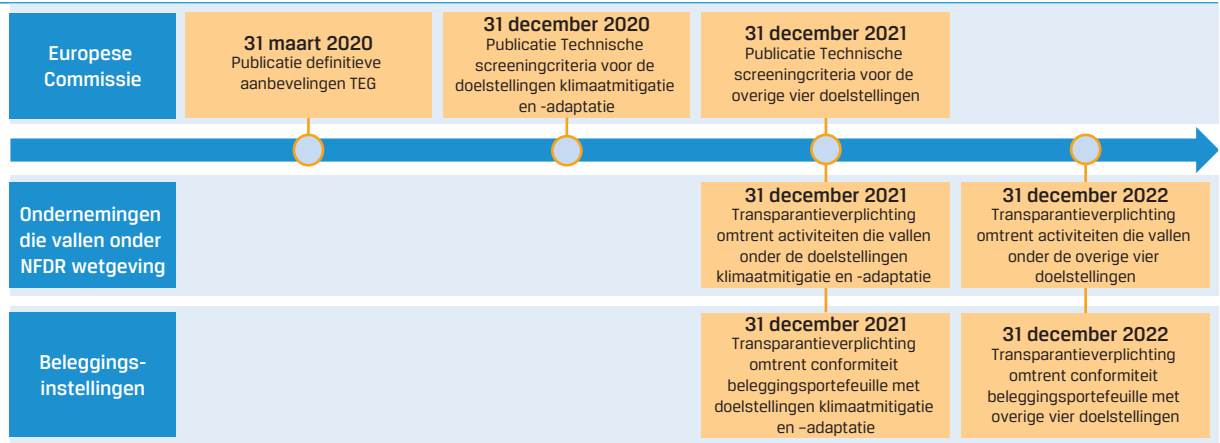 Europese
Commissie
31 maart 2020
Publicatie definitieve
aanbevelingen TEG
31 december 2020
Publicatie Technische
screeningcriteria voor de
doelstellingen klimaatmitigatie
en -adaptatie
31 december 2021
Publicatie Technische
screeningcriteria voor de
overige vier doelstellingen
Ondernemingen
die vallen onder
NFDR wetgeving
31 december 2021
Transparantieverplichting
omtrent activiteiten die vallen
onder de doelstellingen
klimaatmitigatie en -adaptatie
31 december 2022
Transparantieverplichting
omtrent activiteiten die vallen
onder de overige vier
doelstellingen
Beleggings-
instellingen
31 december 2021
Transparantieverplichting
omtrent conformiteit
beleggingsportefeuille met
doelstellingen klimaatmitigatie
en –adaptatie
31 december 2022
Transparantieverplichting
omtrent conformiteit
beleggingsportefeuille met
overige vier doelstellingen